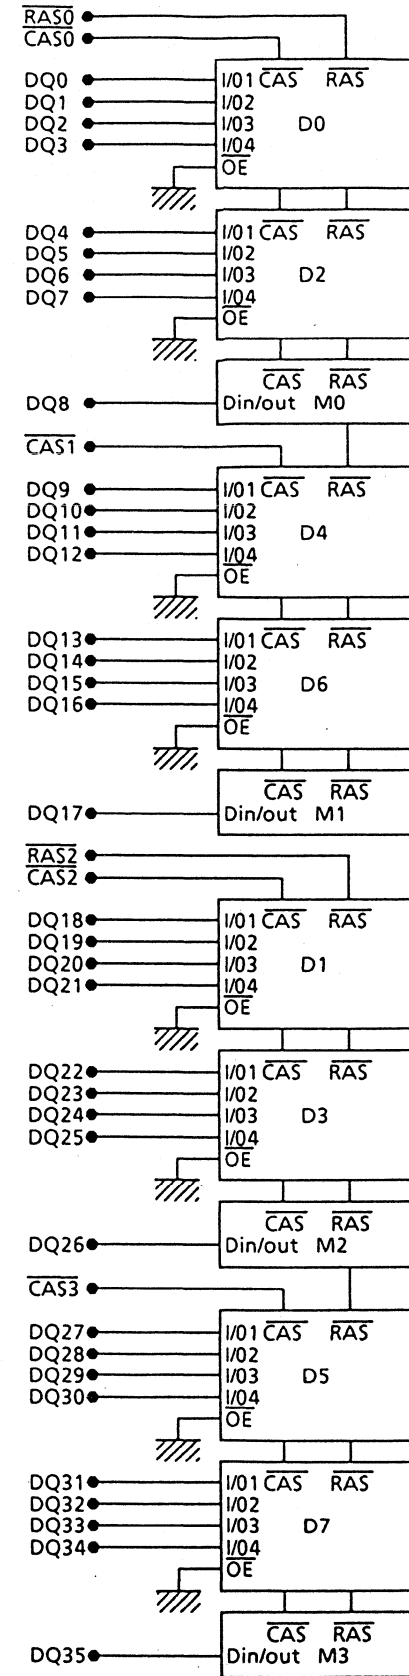 RAS0
CAS0
DQ0 I/01 CAS RAS
DQ1 I/02
DQ2 I/03 D0
DQ3 I/04
OE
DQ4 I/01 CAS RAS
DQ5 I/02
DQ6 I/03 D2
DQ7 I/04
OE
CAS RAS
DQ8 Din/out M0
CAS1
DQ9 I/01 CAS RAS
DQ10 I/02
DQ11 I/03 D4
DQ12 I/04
OE
DQ13 I/01 CAS RAS
DQ14 I/02
DQ15 I/03 D6
DQ16 I/04
OE
CAS RAS
DQ17 Din/out M1
RAS2
CAS2
DQ18 I/01 CAS RAS
DQ19 I/02
DQ20 I/03 D1
DQ21 I/04
OE
DQ22 I/01 CAS RAS
DQ23 I/02
DQ24 I/03 D3
DQ25 I/04
OE
CAS RAS
DQ26 Din/out M2
CAS3
DQ27 I/01 CAS RAS
DQ28 I/02
DQ29 I/03 D5
DQ30 I/04
OE
DQ31 I/01 CAS RAS
DQ32 I/02
DQ33 I/03 D7
DQ34 I/04
OE
CAS RAS
DQ35 Din/out M3